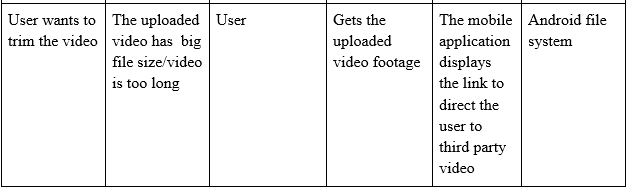 User wants to
trim the video
The uploaded
video has big
file size/video
is too long
User
Gets the
uploaded
video footage
The mobile
application
displays
the link to
direct the
user to
third party
video
Android file
system